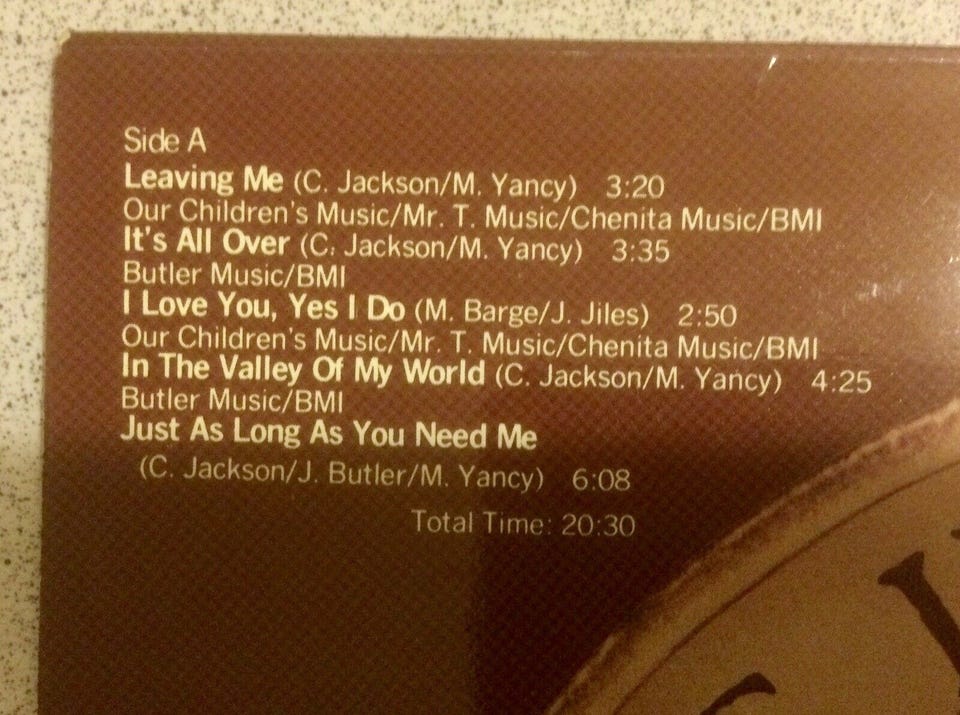 Side A
Leaving Me (C. Jackson/M. Yancy) 3:20
Our Children's Music/Mr. T. Music/Chenita Music/BMI
It's All Over (C. Jackson/M. Yancy) 3:35
Butler Music/BMI
I Love You, Yes I Do (M. Barge/J. Jiles) 2:50
Our Children's Music/Mr. T. Music/Chenita Music/BMI
In The Valley Of My World (C. Jackson/M. Yancy) 4:25
Butler Music/BMI
Just As Long As You Need Me
(C. Jackson/J. Butler/M. Yancy) 6:08
Total Time: 20:30